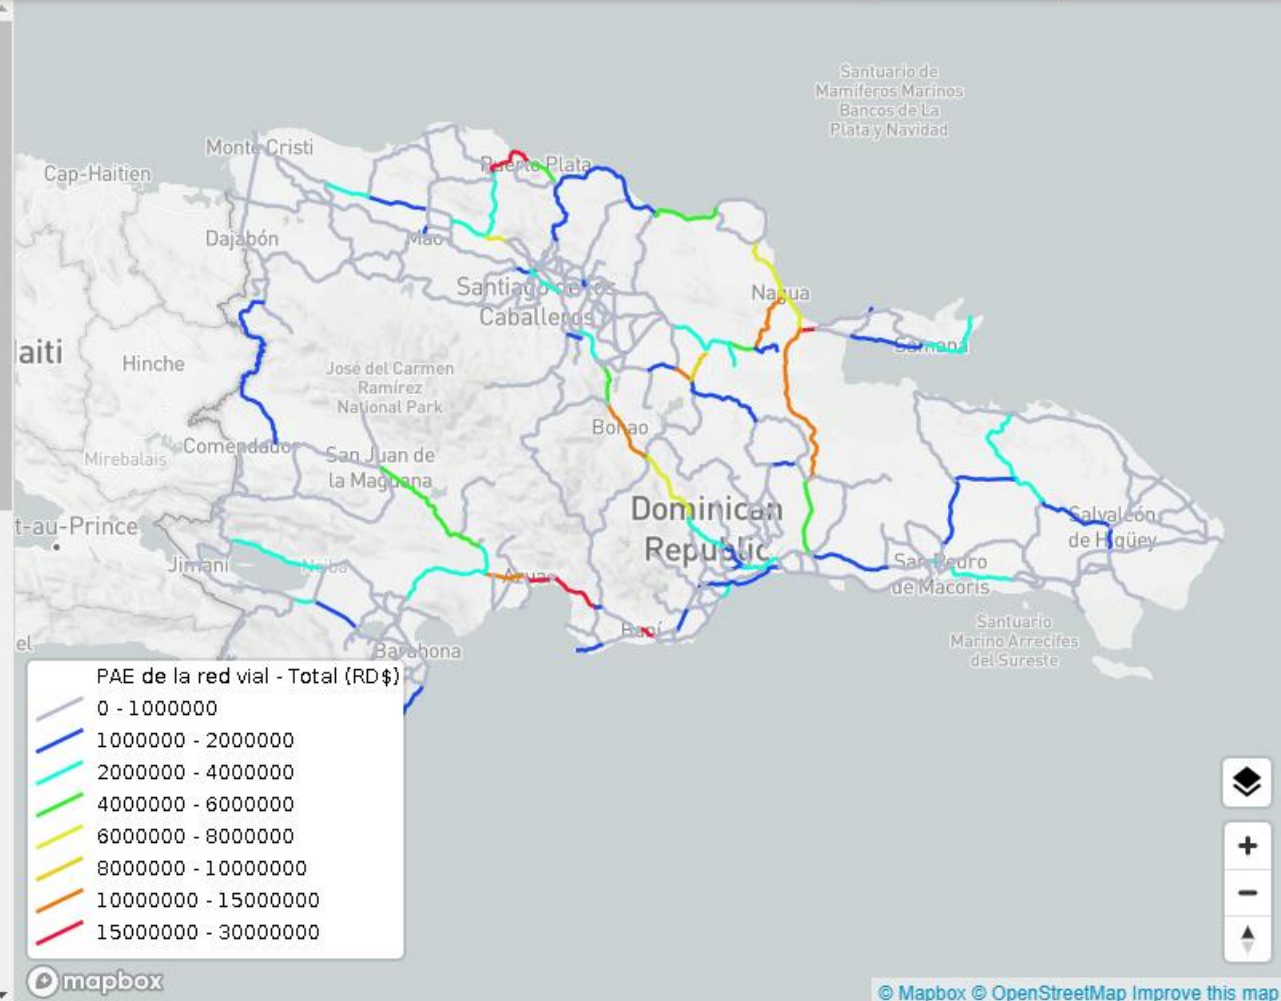 Santuario de
Mamíferos Marinos
Bancos de La
Plata y Navidad
Monte Cristi
Puerto Plata
Cap-Haitien
Dajabón
Mao
Santiago de los
Caballeros
Nagua
Samaná
aiti
Hinche
José del Carmen
Ramírez
National Park
Bonao
Comendador
Mirebalais
San Juan de
la Maguana
Dominican
Republic
t-au-Prince
Salvaleón
de Higüey
Jimaní
Neiba
Azua
San Pedro
de Macorís
Baní
Santuario
Marino Arrecifes
del Sureste
el
Barahona
PAE de la red vial - Total (RD$)
0 - 1000000
1000000 - 2000000
2000000 - 4000000
4000000 - 6000000
6000000 - 8000000
8000000 - 10000000
10000000 - 15000000
15000000 - 30000000
mapbox
© Mapbox © OpenStreetMap Improve this map